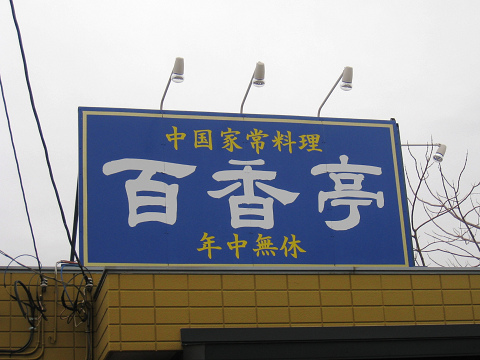 中国家常料理
百香亭
年中無休